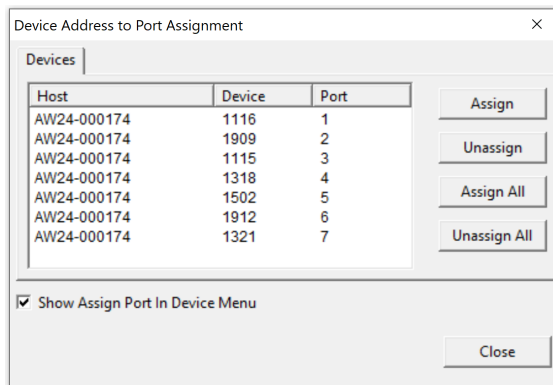 Device Address to Port Assignment
Devices
Host Device Port
AW24-000174 1116 1
AW24-000174 1909 2
AW24-000174 1115 3
AW24-000174 1318 4
AW24-000174 1502 5
AW24-000174 1912 6
AW24-000174 1321 7
Assign
Unassign
Assign All
Unassign All
Show Assign Port In Device Menu
Close